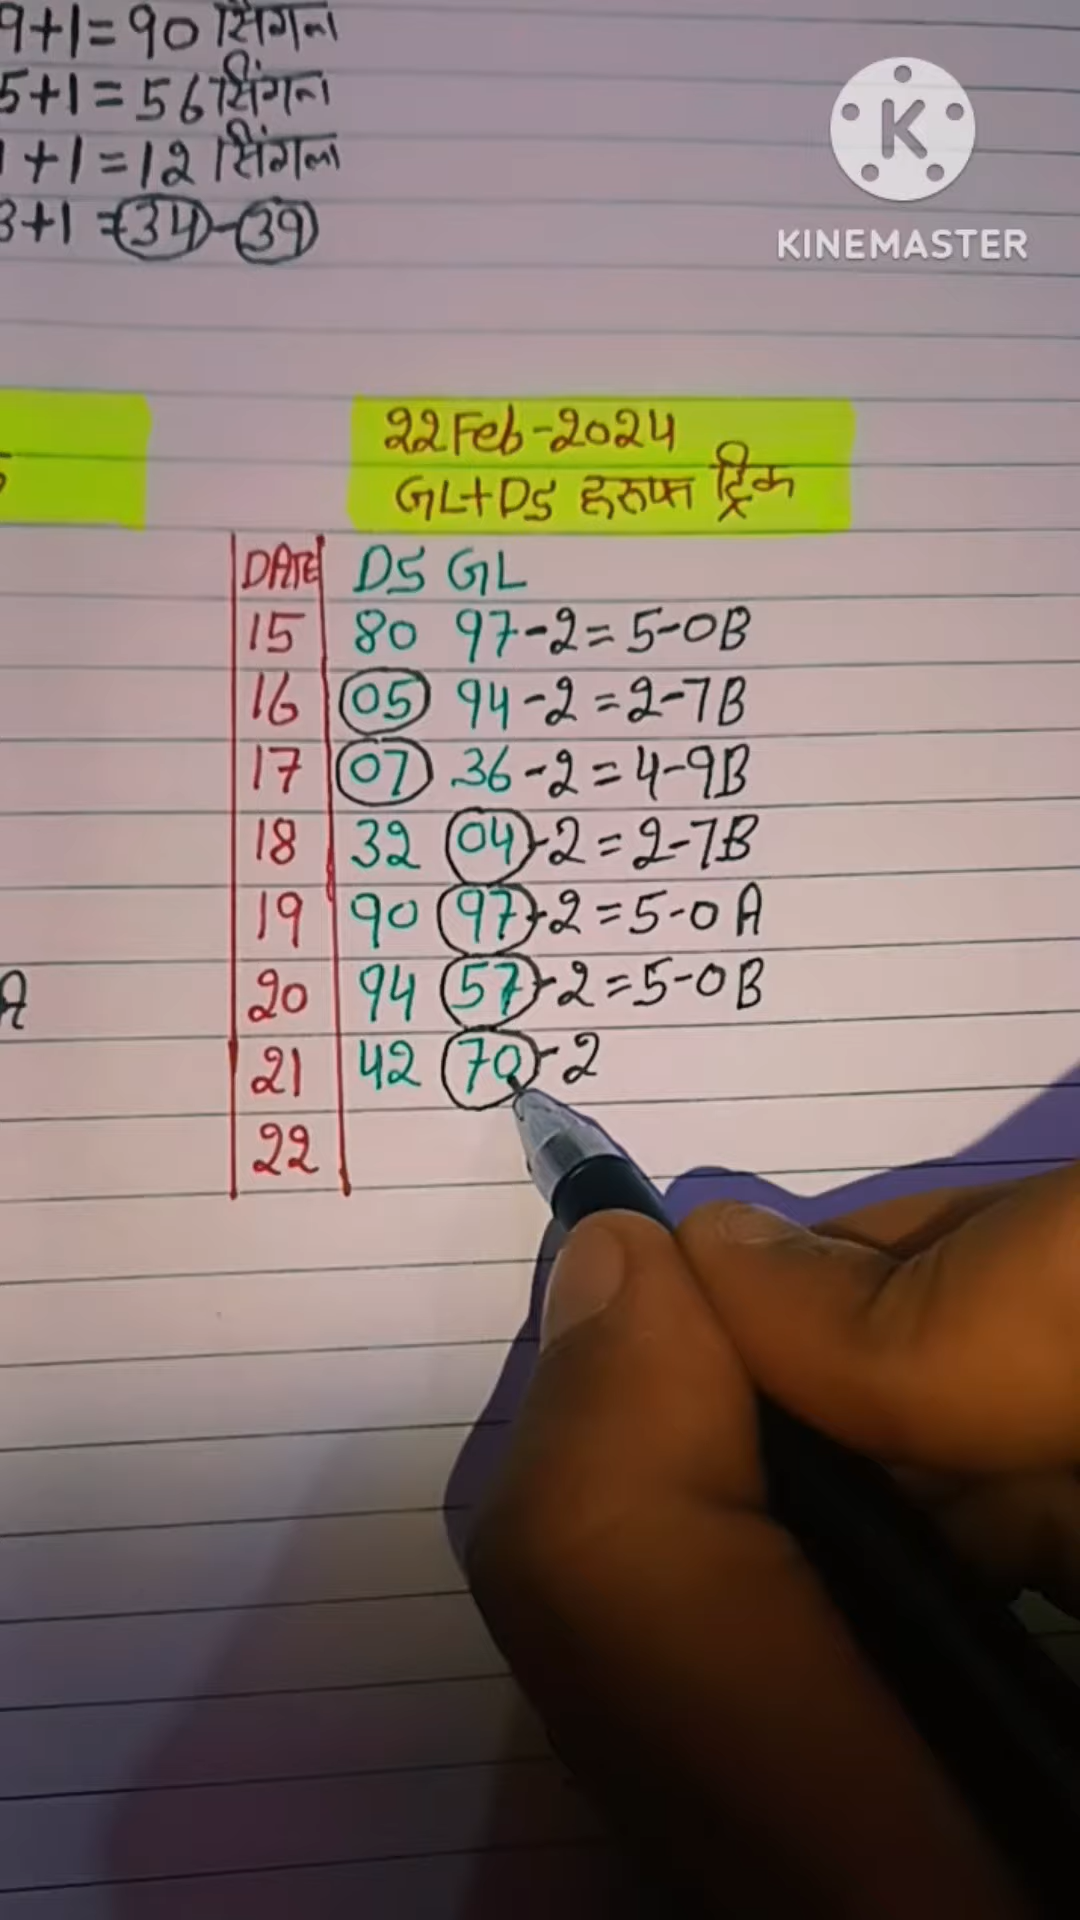 9+1=90 सिंगल
5+1=56 सिंगल
1+1=12 सिंगल
3+1=34-39
KINEMASTER
22Feb-2024
GL+DS हरूफ ट्रिक
DATE DS GL
15 80 97-2=5-0B
16 05 94-2=2-7B
17 07 36-2=4-9B
18 32 04-2=2-7B
19 90 97-2=5-0A
A
20 94 57-2=5-0B
21 42 70-2
22